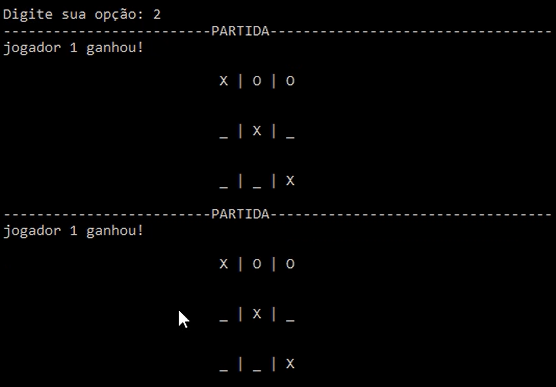 Digite sua opção: 2
-------------------------PARTIDA----------------------------------
jogador 1 ganhou!
X | O | O
_ | X | _
_ | _ | X
-------------------------PARTIDA----------------------------------
jogador 1 ganhou!
X | O | O
_ | X | _
_ | _ | X